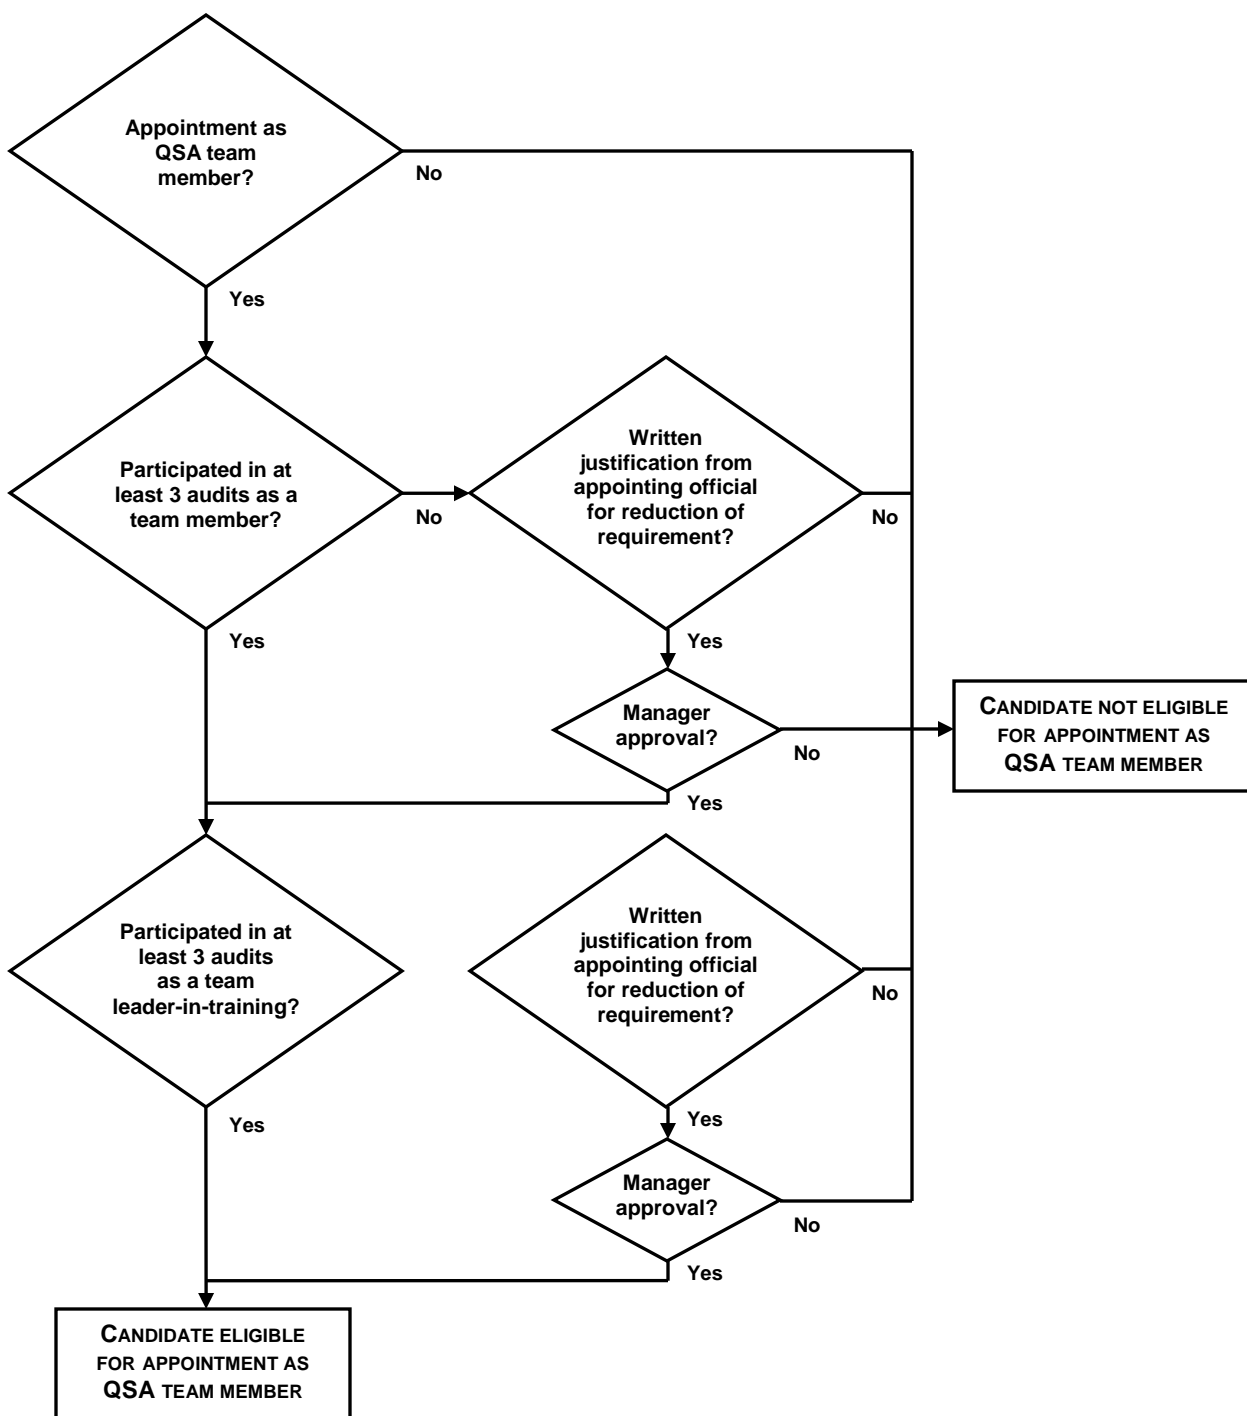 Appointment as
QSA team
member?
No
Yes
Participated in at
least 3 audits as a
team member?
No
Written
justification from
appointing official
for reduction of
requirement?
No
Yes
Yes
Manager
approval?
No
Yes
CANDIDATE NOT ELIGIBLE
FOR APPOINTMENT AS
QSA TEAM MEMBER
Participated in at
least 3 audits
as a team
leader-in-training?
Written
justification from
appointing official
for reduction of
requirement?
No
Yes
Yes
Manager
approval?
No
Yes
CANDIDATE ELIGIBLE
FOR APPOINTMENT AS
QSA TEAM MEMBER